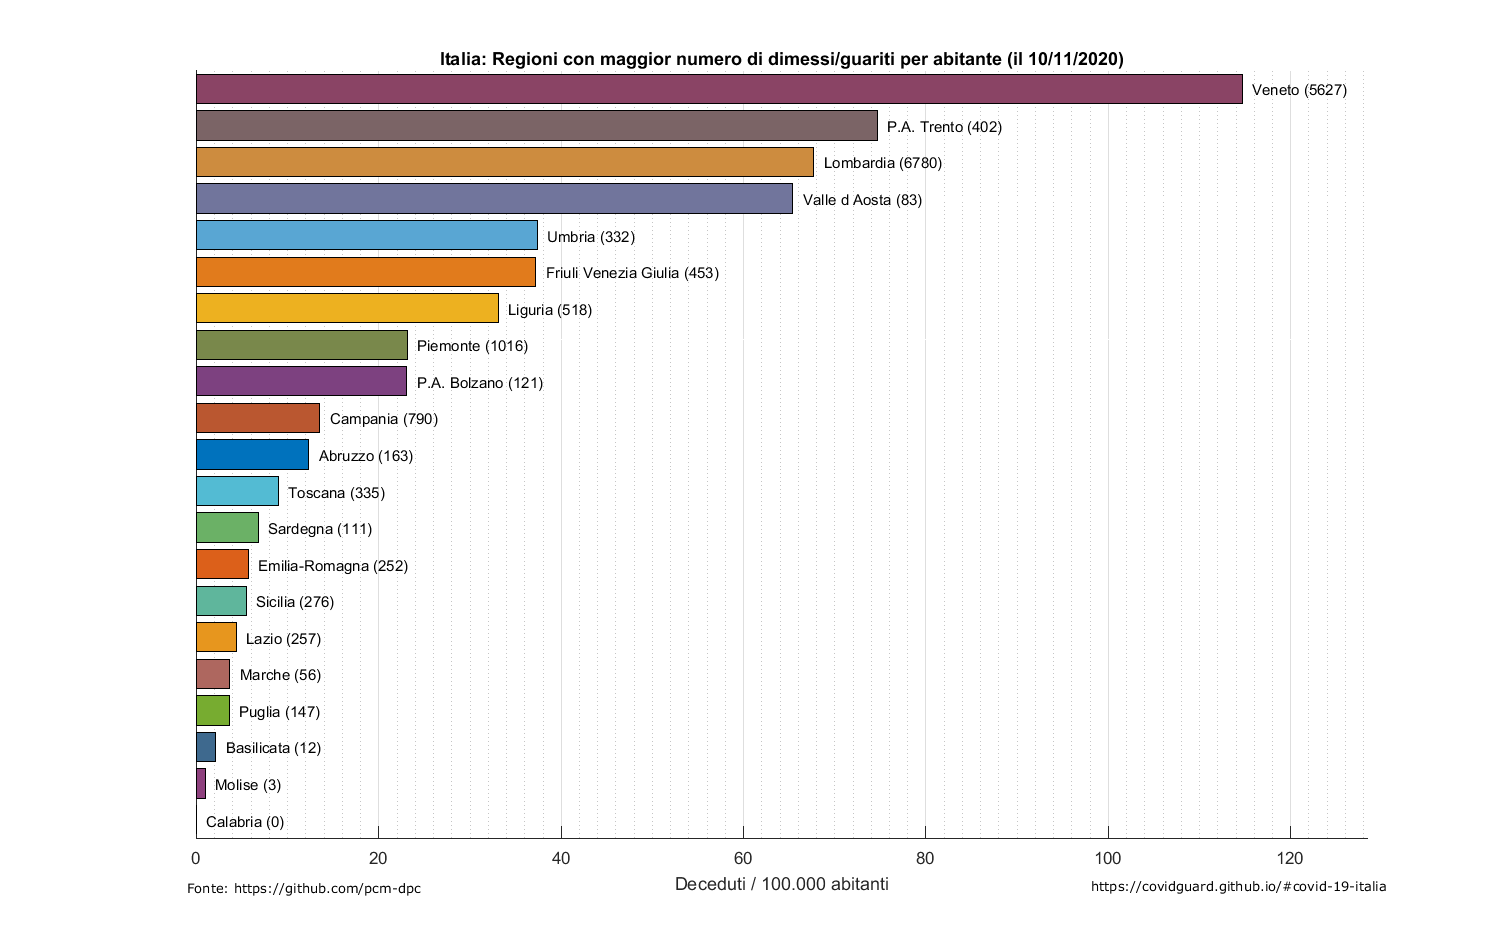 Italia: Regioni con maggior numero di dimessi/guariti per abitante (il 10/11/2020)
Veneto (5627)
P.A. Trento (402)
Lombardia (6780)
Valle d Aosta (83)
Umbria (332)
Friuli Venezia Giulia (453)
Liguria (518)
Piemonte (1016)
P.A. Bolzano (121)
Campania (790)
Abruzzo (163)
Toscana (335)
Sardegna (111)
Emilia-Romagna (252)
Sicilia (276)
Lazio (257)
Marche (56)
Puglia (147)
Basilicata (12)
Molise (3)
Calabria (0)
0 20 40 60 80 100 120
Deceduti / 100.000 abitanti
Fonte: https://github.com/pcm-dpc
https://covidguard.github.io/#covid-19-italia